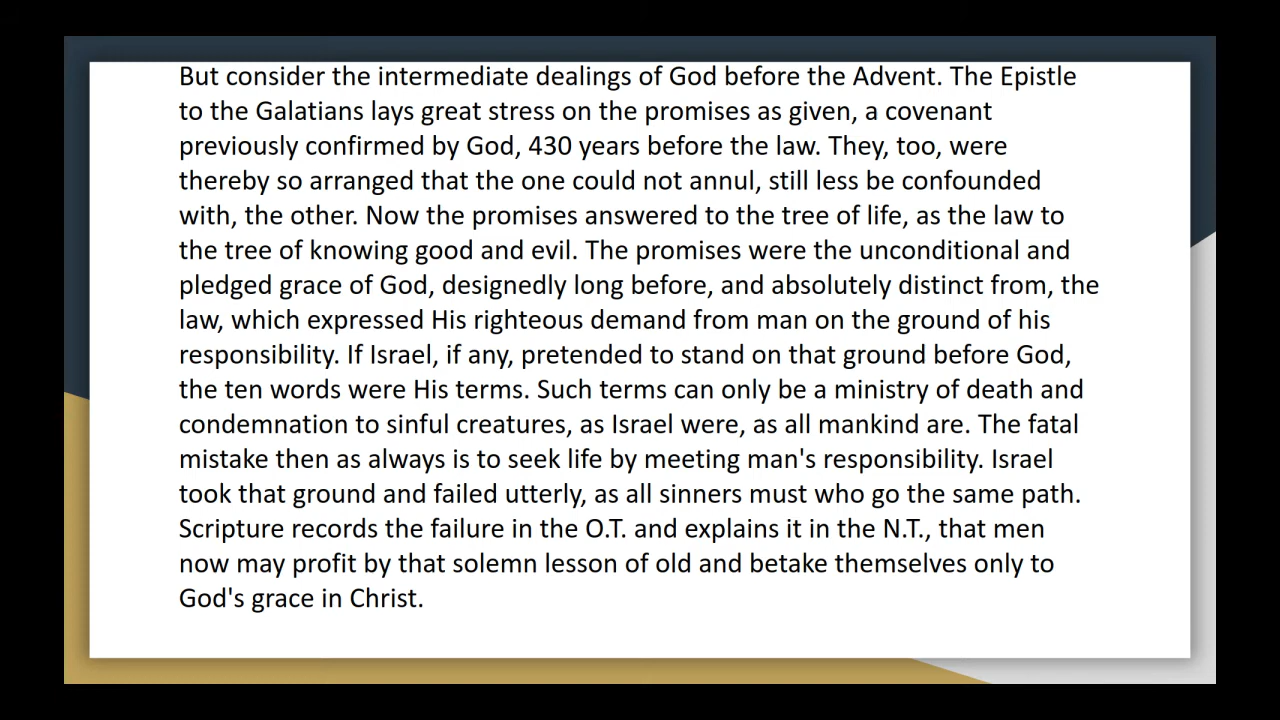 But consider the intermediate dealings of God before the Advent. The Epistle
to the Galatians lays great stress on the promises as given, a covenant
previously confirmed by God, 430 years before the law. They, too, were
thereby so arranged that the one could not annul, still less be confounded
with, the other. Now the promises answered to the tree of life, as the law to
the tree of knowing good and evil. The promises were the unconditional and
pledged grace of God, designedly long before, and absolutely distinct from, the
law, which expressed His righteous demand from man on the ground of his
responsibility. If Israel, if any, pretended to stand on that ground before God,
the ten words were His terms. Such terms can only be a ministry of death and
condemnation to sinful creatures, as Israel were, as all mankind are. The fatal
mistake then as always is to seek life by meeting man's responsibility. Israel
took that ground and failed utterly, as all sinners must who go the same path.
Scripture records the failure in the O.T. and explains it in the N.T., that men
now may profit by that solemn lesson of old and betake themselves only to
God's grace in Christ.